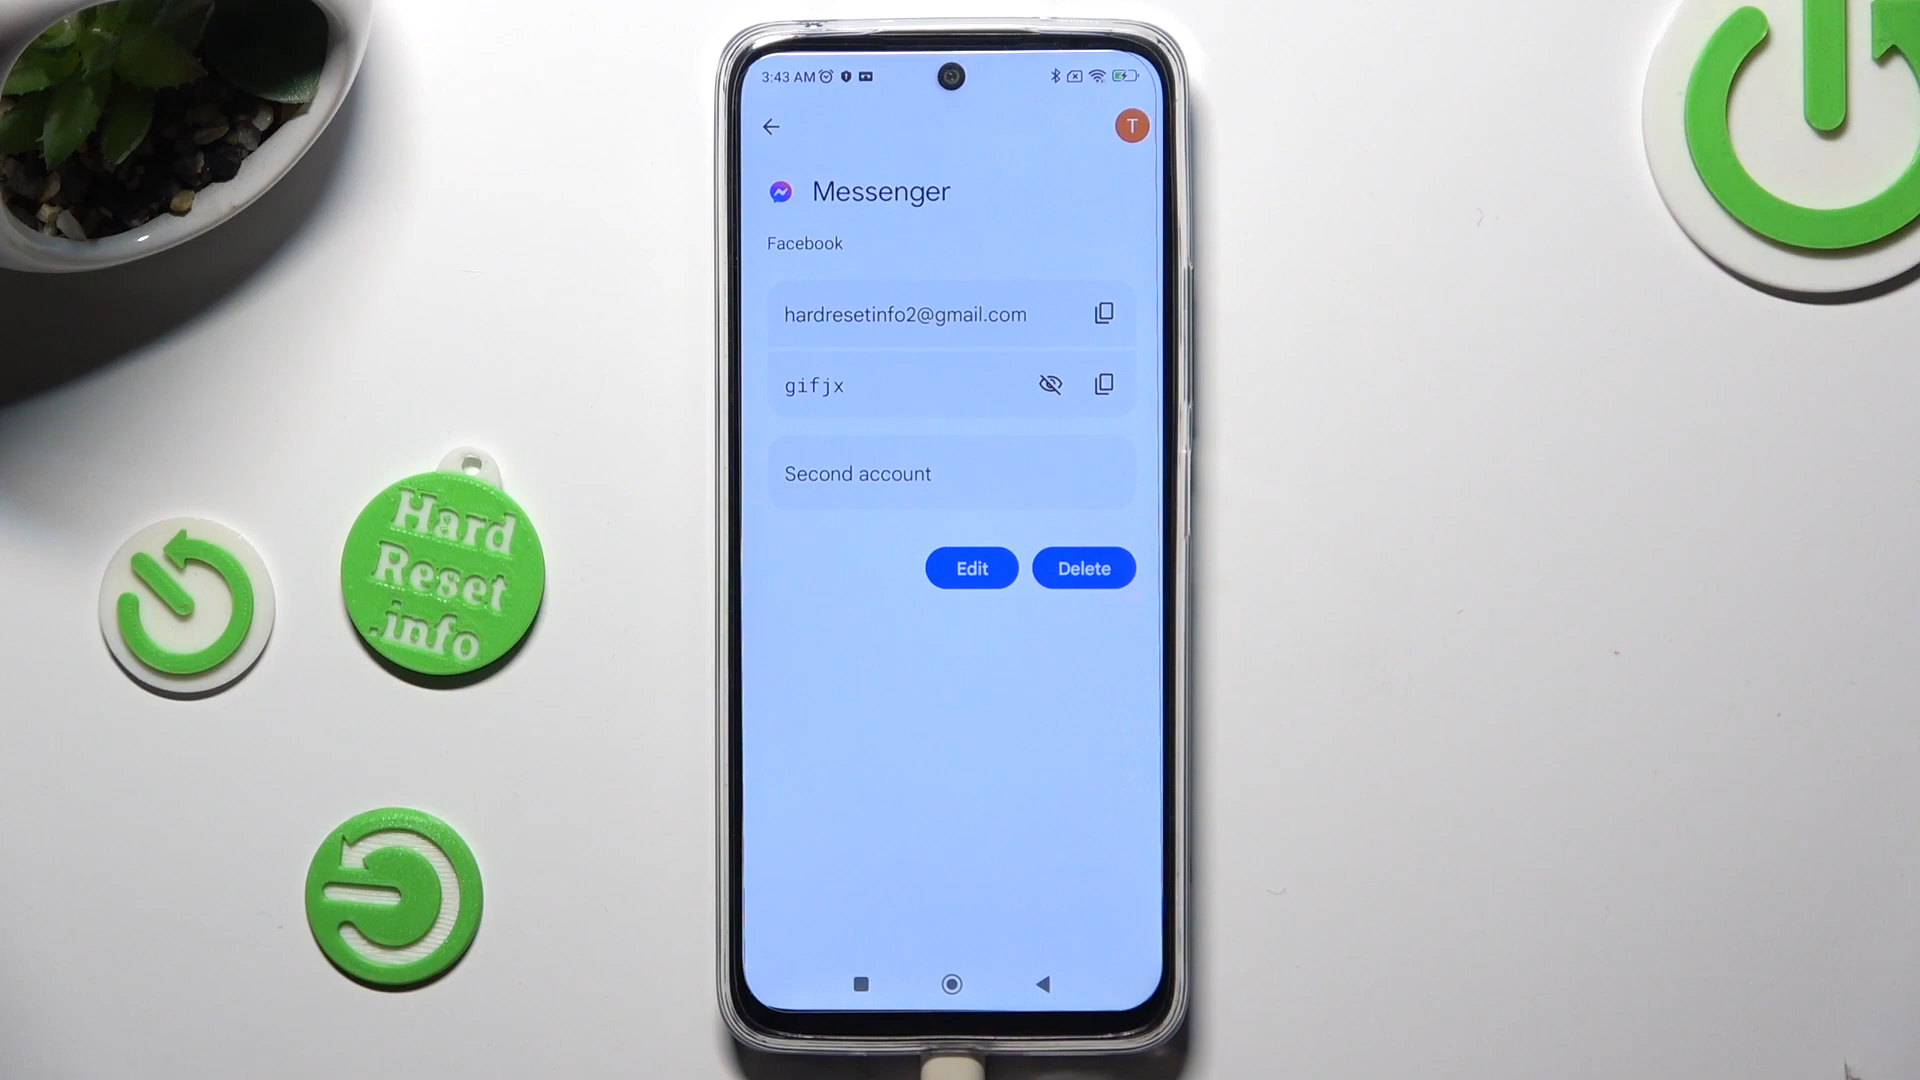 3:43 AM
T
Messenger
Facebook
hardresetinfo2@gmail.com
gifjx
Second account
Edit
Delete
Hard
Reset
.info